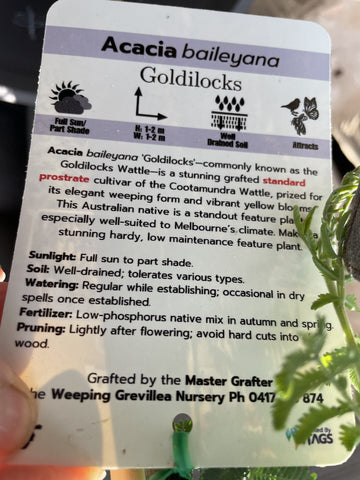 Acacia baileyana
Goldilocks
Full Sun/
Part Shade
H: 1-2 m
W: 1-2 m
Well
Drained Soil
Attracts
Acacia baileyana 'Goldilocks'—commonly known as the
Goldilocks Wattle—is a stunning grafted standard
prostrate cultivar of the Cootamundra Wattle, prized for
its elegant weeping form and vibrant yellow blooms.
This Australian native is a standout feature plant
especially well-suited to Melbourne's climate. Makes a
stunning hardy, low maintenance feature plant.
Sunlight: Full sun to part shade.
Soil: Well-drained; tolerates various types.
Watering: Regular while establishing; occasional in dry
spells once established.
Fertilizer: Low-phosphorus native mix in autumn and spring.
Pruning: Lightly after flowering; avoid hard cuts into
wood.
Grafted by the Master Grafter
the Weeping Grevillea Nursery Ph 0417 874
TAGS